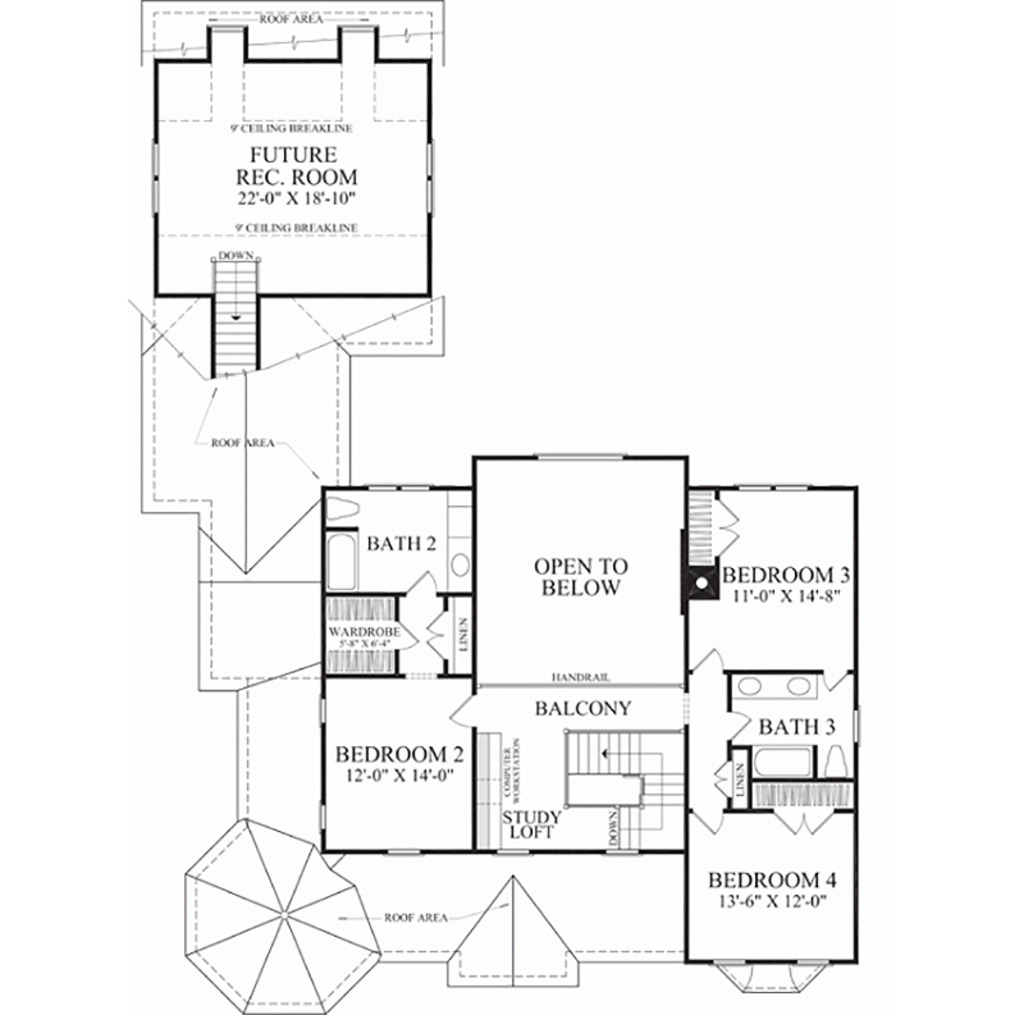 ROOF AREA
9' CEILING BREAKLINE
FUTURE
REC. ROOM
22'-0" X 18'-10"
9' CEILING BREAKLINE
DOWN
ROOF AREA
BATH 2
OPEN TO
BELOW
BEDROOM 3
11'-0" X 14'-8"
WARDROBE
5'-8" X 6'-4"
LINEN
HANDRAIL
BALCONY
BATH 3
BEDROOM 2
12'-0" X 14'-0"
COMPUTER
WORKSTATION
LINEN
STUDY
LOFT
DOWN
BEDROOM 4
13'-6" X 12'-0"
ROOF AREA